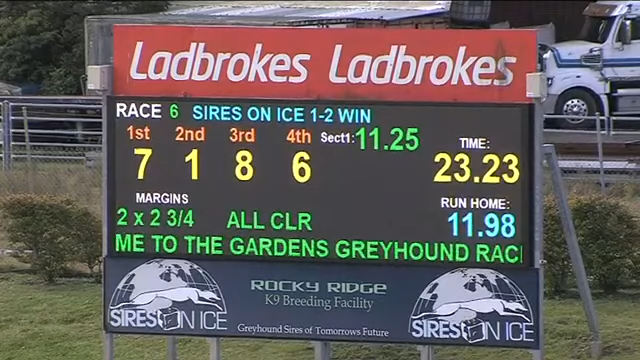 Ladbrokes Ladbrokes
RACE 6 SIRES ON ICE 1-2 WIN
1st 2nd 3rd 4th Sect1: 11.25 TIME:
7 1 8 6 23.23
MARGINS RUN HOME:
2 x 2 3/4 ALL CLR 11.98
ME TO THE GARDENS GREYHOUND RACI
ROCKY RIDGE
K9 Breeding Facility
SIRES ON ICE SIRES ON ICE
Greyhound Sires of Tomorrows Future